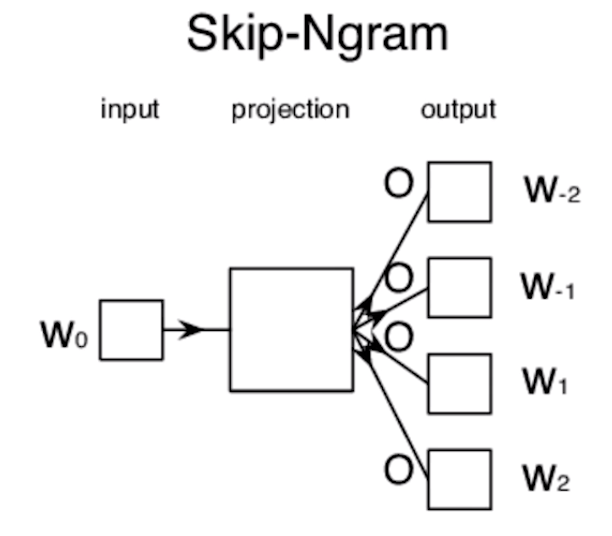 Skip-Ngram
input projection output
O W-2
O W-1
O
W0
W1
O W2